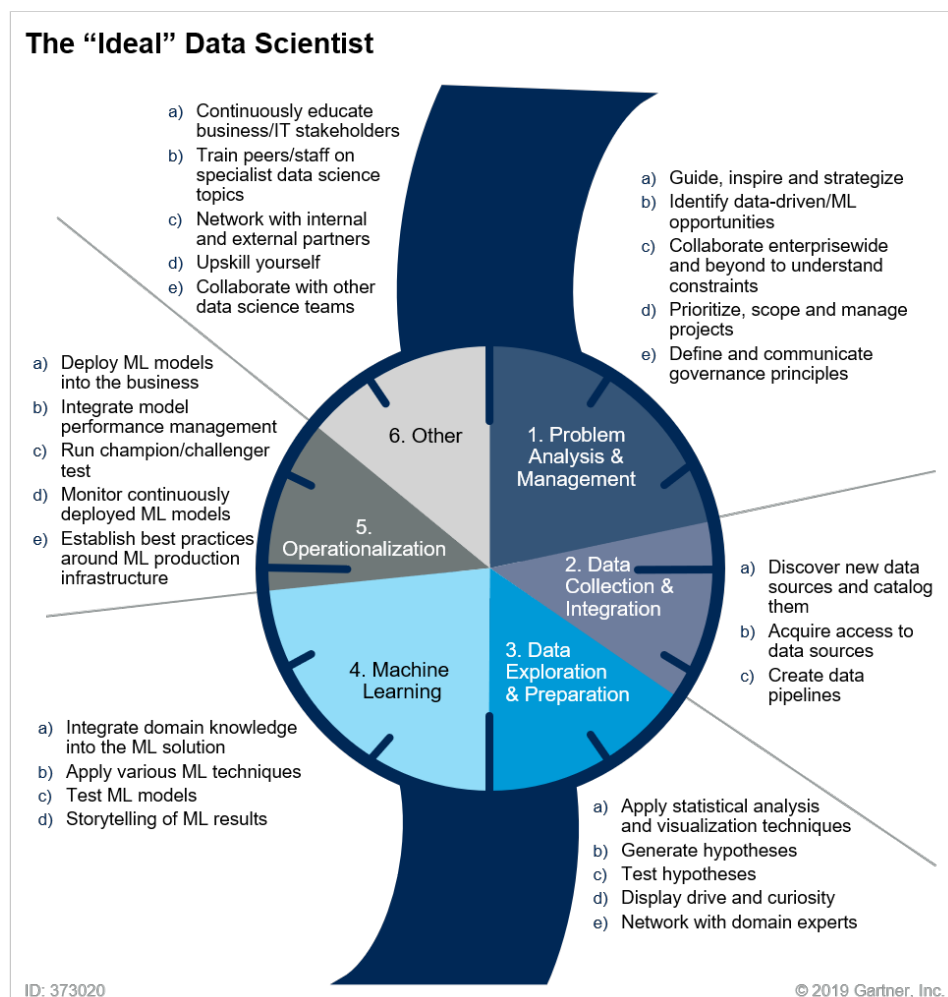 The “Ideal” Data Scientist
a) Continuously educate
business/IT stakeholders
b) Train peers/staff on
specialist data science
topics
c) Network with internal
and external partners
d) Upskill yourself
e) Collaborate with other
data science teams
a) Guide, inspire and strategize
b) Identify data-driven/ML
opportunities
c) Collaborate enterprisewide
and beyond to understand
constraints
d) Prioritize, scope and manage
projects
e) Define and communicate
governance principles
a) Deploy ML models
into the business
b) Integrate model
performance management
c) Run champion/challenger
test
d) Monitor continuously
deployed ML models
e) Establish best practices
around ML production
infrastructure
6. Other
1. Problem
Analysis &
Management
5.
Operationalization
2. Data
Collection &
Integration
a) Discover new data
sources and catalog
them
b) Acquire access to
data sources
c) Create data
pipelines
4. Machine
Learning
3. Data
Exploration
& Preparation
a) Integrate domain knowledge
into the ML solution
b) Apply various ML techniques
c) Test ML models
d) Storytelling of ML results
a) Apply statistical analysis
and visualization techniques
b) Generate hypotheses
c) Test hypotheses
d) Display drive and curiosity
e) Network with domain experts
ID: 373020
© 2019 Gartner, Inc.